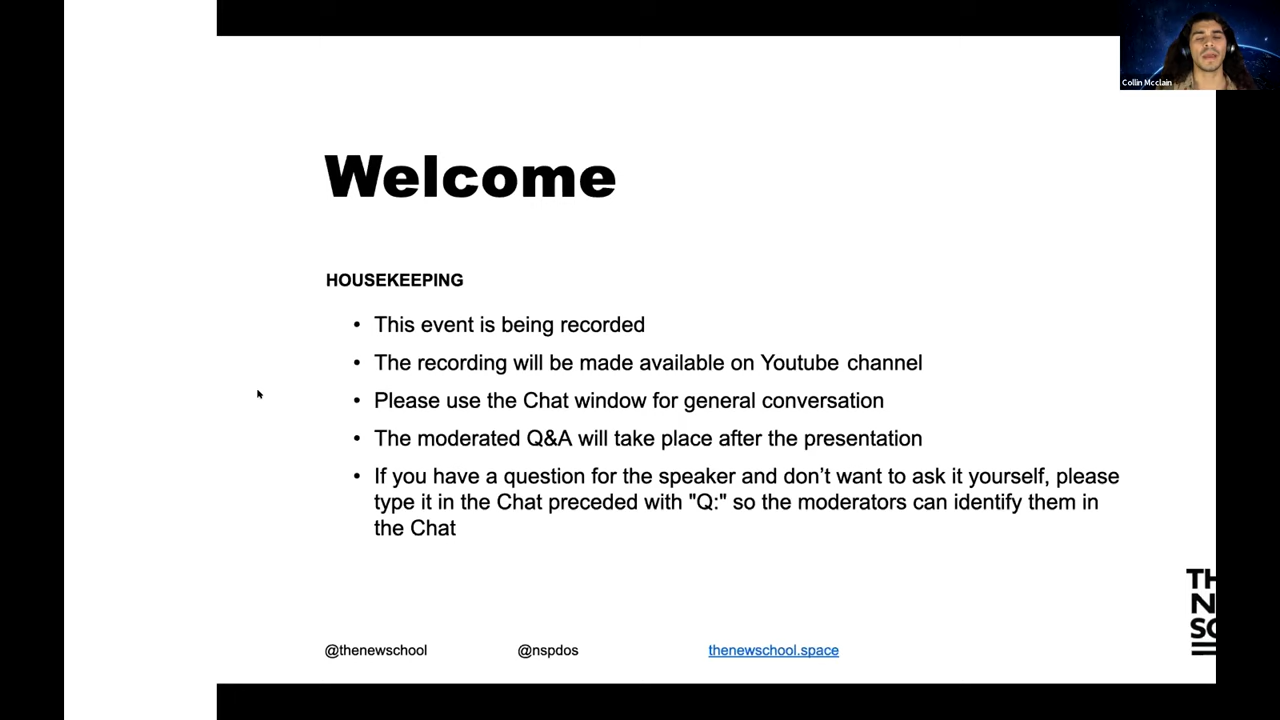 Collin Mcclain
Welcome
HOUSEKEEPING
• This event is being recorded
• The recording will be made available on Youtube channel
• Please use the Chat window for general conversation
• The moderated Q&A will take place after the presentation
• If you have a question for the speaker and don’t want to ask it yourself, please
type it in the Chat preceded with "Q:" so the moderators can identify them in
the Chat
TH
N
SC
@thenewschool @nspdos thenewschool.space